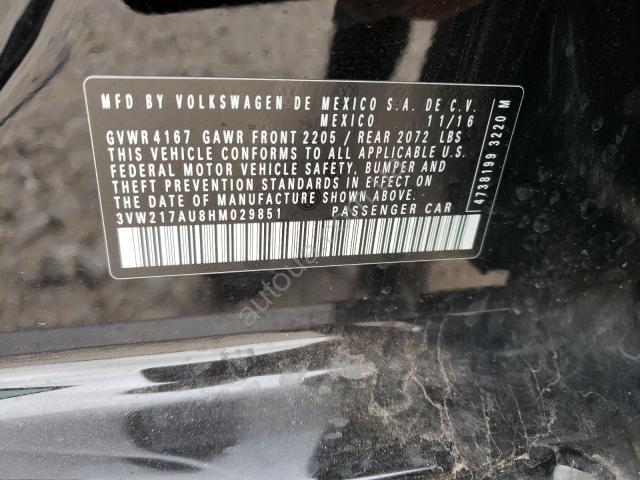 MFD BY VOLKSWAGEN DE MEXICO S.A. DE C.V.
MEXICO 11/16
GVWR 4167 GAWR FRONT 2205 / REAR 2072 LBS
THIS VEHICLE CONFORMS TO ALL APPLICABLE U.S.
FEDERAL MOTOR VEHICLE SAFETY, BUMPER AND
THEFT PREVENTION STANDARDS IN EFFECT ON
THE DATE OF MANUFACTURE SHOWN ABOVE.
3VW217AU8HM029851 PASSENGER CAR
4738199 3220 M